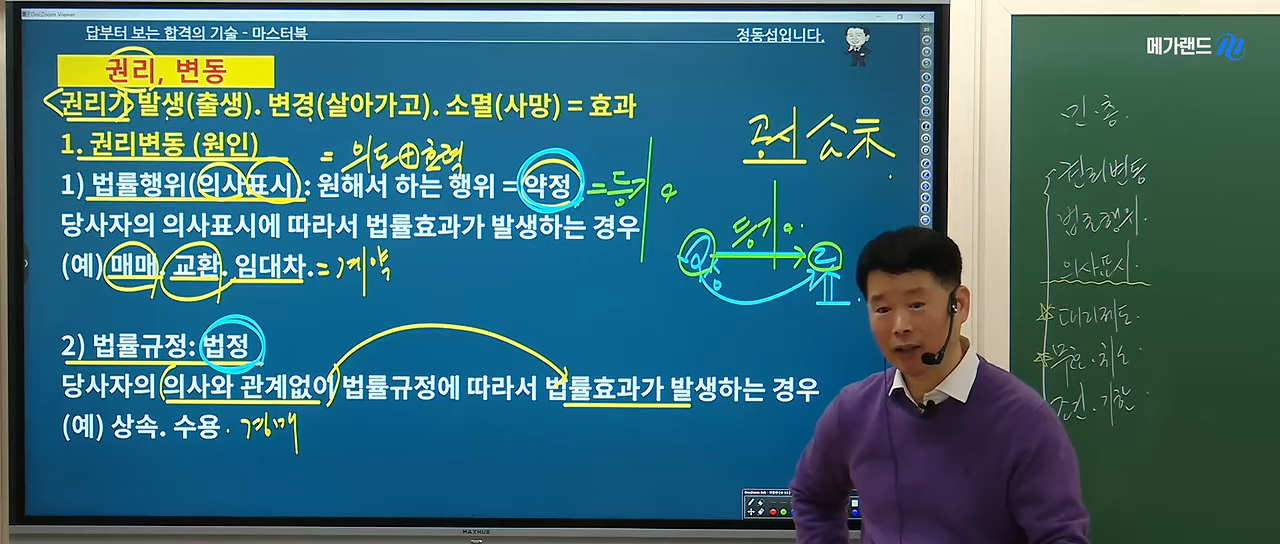 DocZoom Viewer
답부터 보는 합격의 기술 - 마스터북
정동섭입니다.
메가랜드
권리, 변동
권리가 발생(출생). 변경(살아가고). 소멸(사망) = 효과
1. 권리변동 (원인)
= 의도⊕효력
공시 公示
1) 법률행위(의사표시): 원해서 하는 행위 = 약정 = 등기 o
당사자의 의사표시에 따라서 법률효과가 발생하는 경우
등기
(예) 매매. 교환. 임대차. = 계약
2) 법률규정: 법정
당사자의 의사와 관계없이 법률규정에 따라서 법률효과가 발생하는 경우
(예) 상속. 수용. 경매
민.총
권리변동
법률행위
의사표시
대리제도
무효.취소
조건.기한
MAXHUB